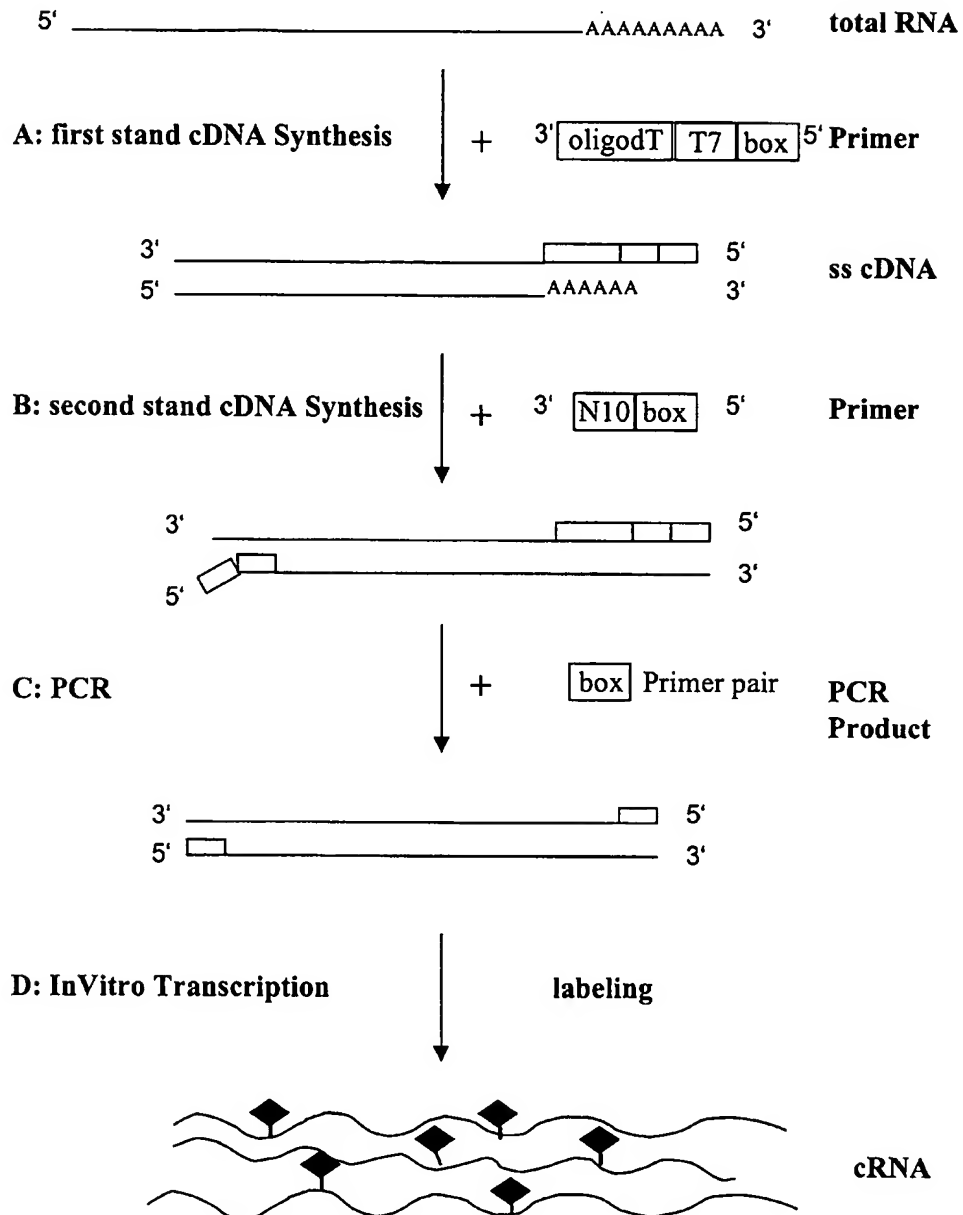 5' AAAAAAAAA 3' total RNA
A: first stand cDNA Synthesis + 3' oligodT T7 box 5' Primer
3' 5'
ss cDNA
5' AAAAAA 3'
B: second stand cDNA Synthesis + 3' N10 box 5' Primer
3' 5'
5' 3'
C: PCR + box Primer pair PCR
Product
3' 5'
5' 3'
D: InVitro Transcription labeling
cRNA